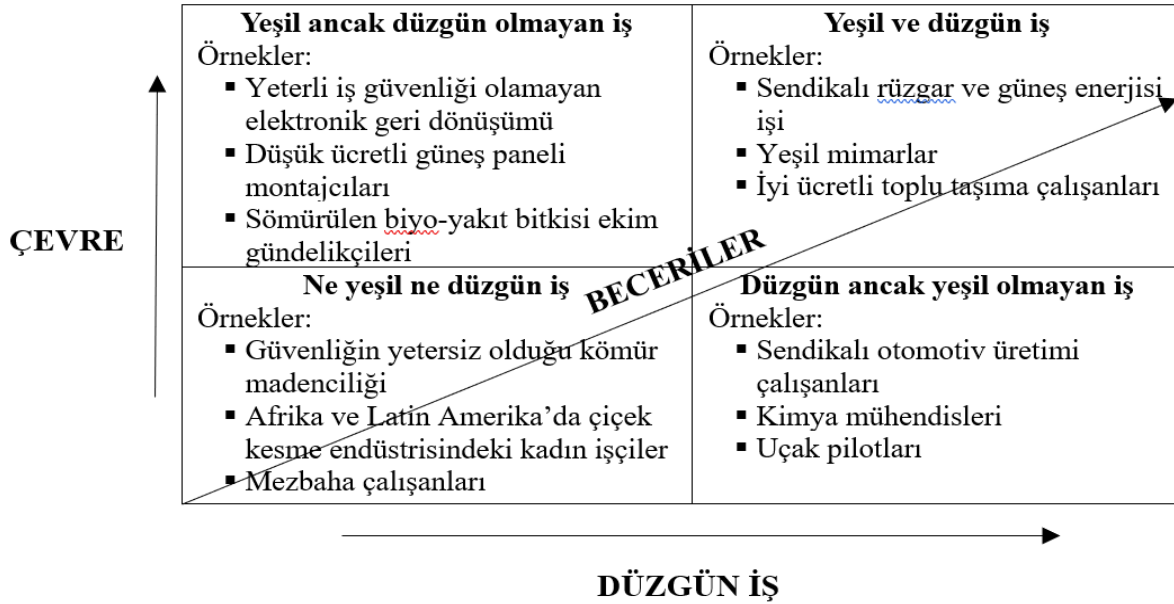 Yeşil ancak düzgün olmayan iş
Örnekler:
▪ Yeterli iş güvenliği olamayan
elektronik geri dönüşümü
▪ Düşük ücretli güneş paneli
montajcıları
▪ Sömürülen biyo-yakıt bitkisi ekim
gündelikçileri
Yeşil ve düzgün iş
Örnekler:
▪ Sendikalı rüzgar ve güneş enerjisi
işi
▪ Yeşil mimarlar
▪ İyi ücretli toplu taşıma çalışanları
ÇEVRE
BECERİLER
Ne yeşil ne düzgün iş
Örnekler:
▪ Güvenliğin yetersiz olduğu kömür
madenciliği
▪ Afrika ve Latin Amerika’da çiçek
kesme endüstrisindeki kadın işçiler
▪ Mezbaha çalışanları
Düzgün ancak yeşil olmayan iş
Örnekler:
▪ Sendikalı otomotiv üretimi
çalışanları
▪ Kimya mühendisleri
▪ Uçak pilotları
DÜZGÜN İŞ